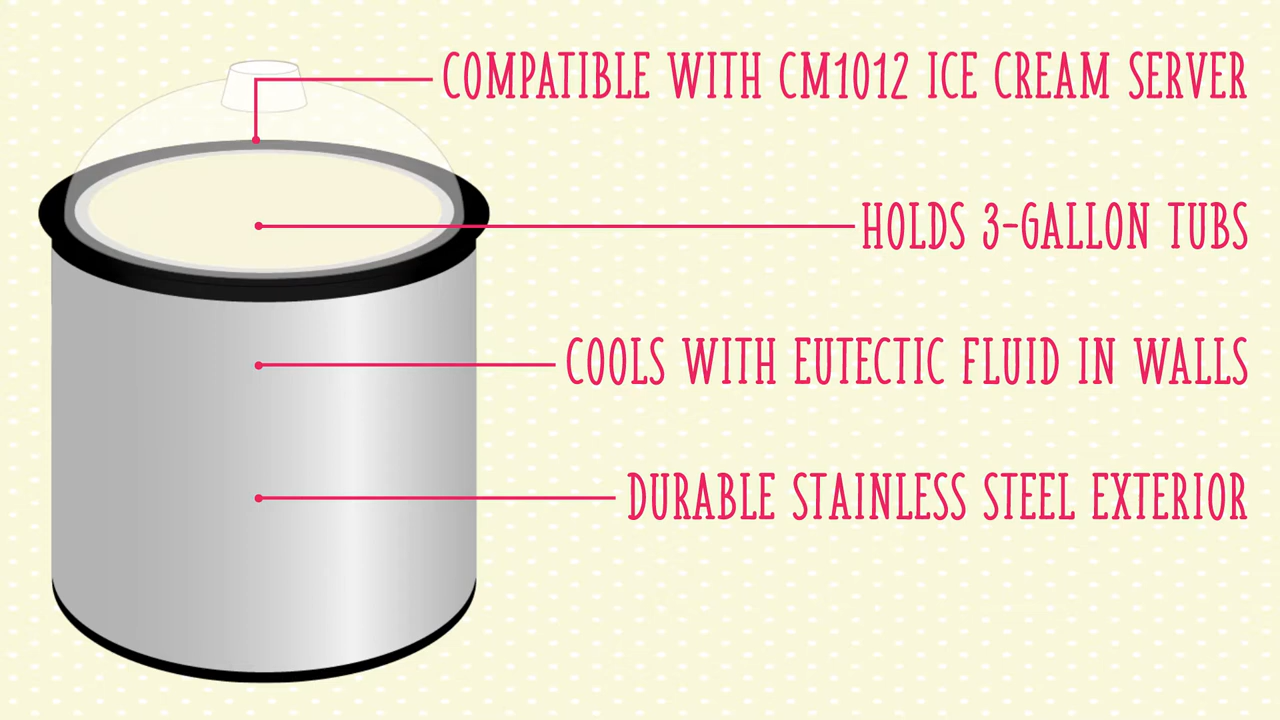 COMPATIBLE WITH CM1012 ICE CREAM SERVER
HOLDS 3-GALLON TUBS
COOLS WITH EUTECTIC FLUID IN WALLS
DURABLE STAINLESS STEEL EXTERIOR